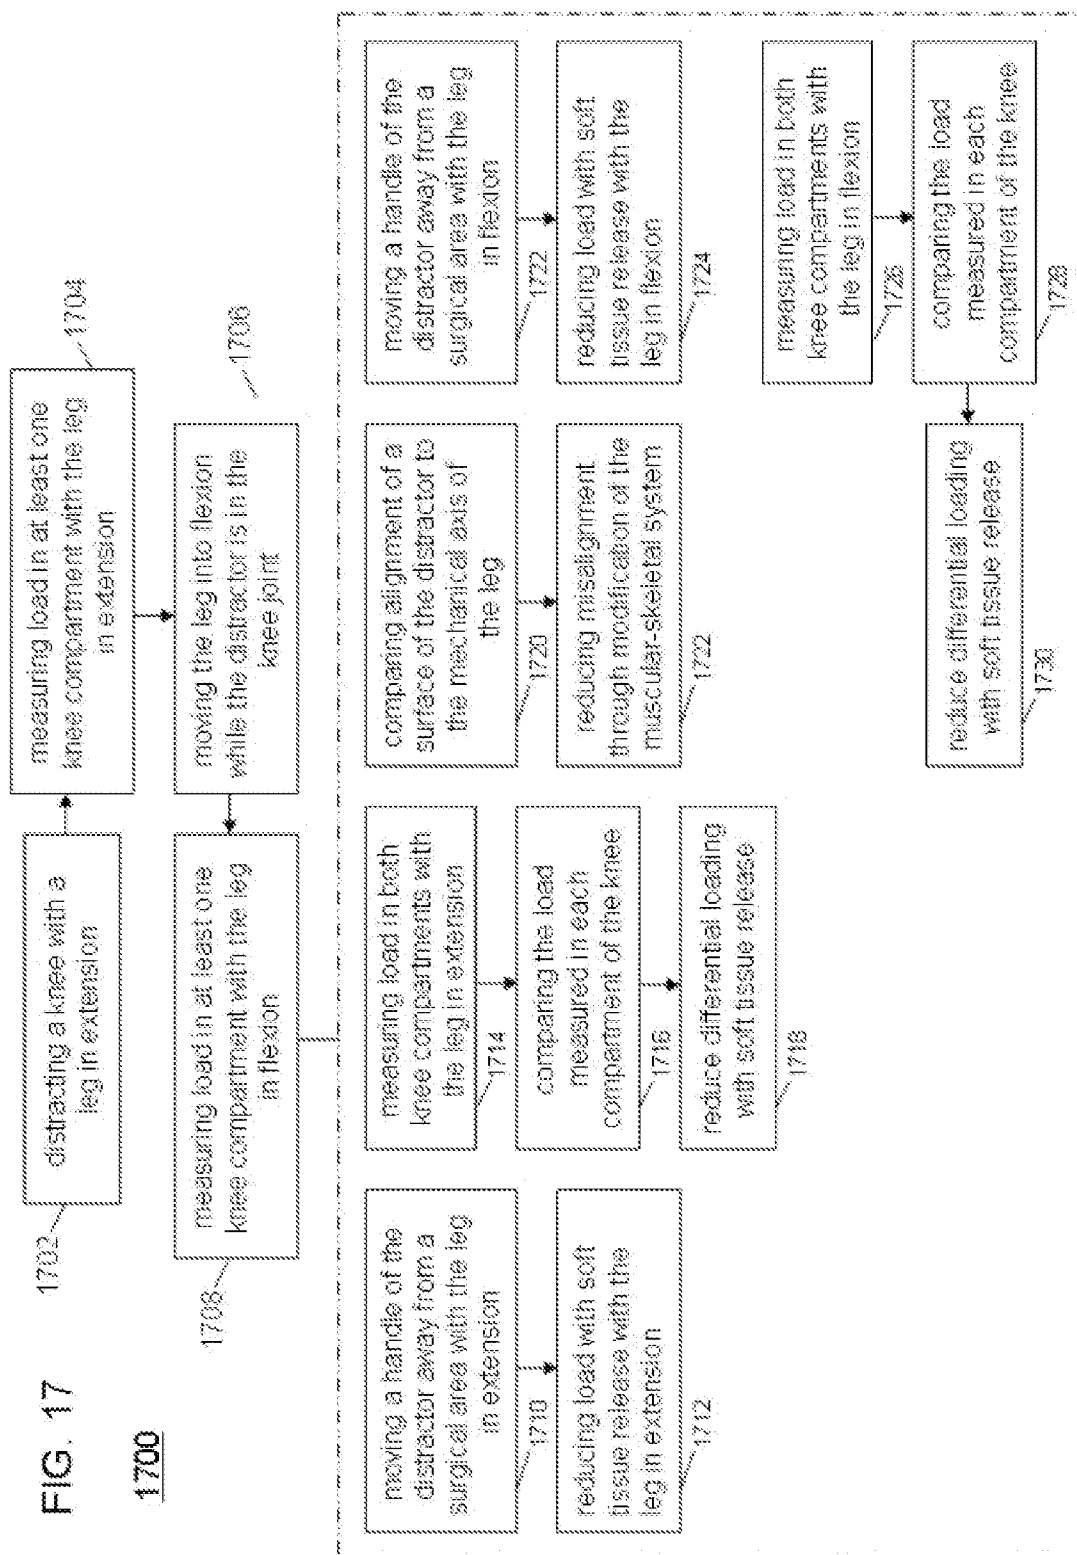 FIG. 17
1700
1702
distracting a knee with a
leg in extension
measuring load in at least one
knee compartment with the leg
in extension
1704
moving the leg into flexion
while the distractor is in the
knee joint
1706
measuring load in at least one
knee compartment with the leg
in flexion
1708
moving a handle of the
distractor away from a
surgical area with the leg
in extension
1710
reducing load with soft
tissue release with the
leg in extension
1712
measuring load in both
knee compartments with
the leg in extension
1714
comparing the load
measured in each
compartment of the knee
1716
reduce differential loading
with soft tissue release
1718
comparing alignment of a
surface of the distractor to
the mechanical axis of
the leg
1720
reducing misalignment
through modification of the
muscular-skeletal system
1722
moving a handle of the
distractor away from a
surgical area with the leg
in flexion
1722
reducing load with soft
tissue release with the
leg in flexion
1724
measuring load in both
knee compartments with
the leg in flexion
1726
comparing the load
measured in each
compartment of the knee
1728
reduce differential loading
with soft tissue release
1730